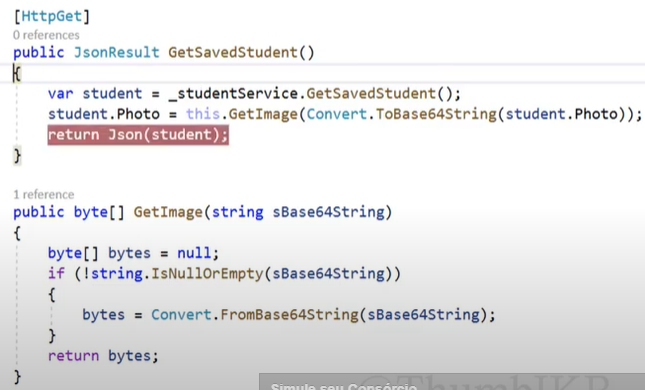 [HttpGet]
0 references
public JsonResult GetSavedStudent()
{
var student = _studentService.GetSavedStudent();
student.Photo = this.GetImage(Convert.ToBase64String(student.Photo));
return Json(student);
}
1 reference
public byte[] GetImage(string sBase64String)
{
byte[] bytes = null;
if (!string.IsNullOrEmpty(sBase64String))
{
bytes = Convert.FromBase64String(sBase64String);
}
return bytes;
}
Simule seu Consórcio
@ThumbIKR